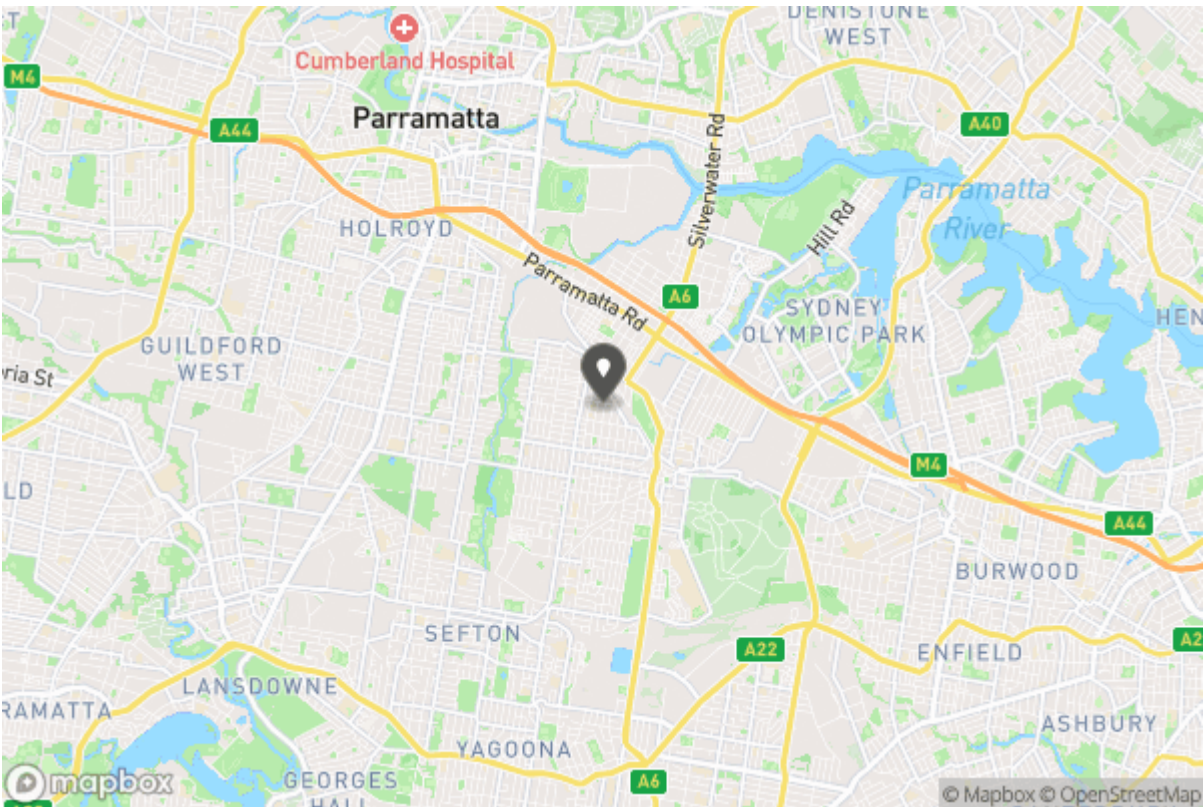 DENISTONE
WEST
Cumberland Hospital
M4
Parramatta
A44
A40
Silverwater Rd
Parramatta
River
Hill Rd
HOLROYD
Parramatta Rd
A6
SYDNEY
OLYMPIC PARK
HEN
GUILDFORD
WEST
oria St
M4
LD
A44
BURWOOD
SEFTON
A22
ENFIELD
A2
LANSDOWNE
RAMATTA
ASHBURY
YAGOONA
A6
GEORGES
HALL
mapbox
© Mapbox © OpenStreetMap